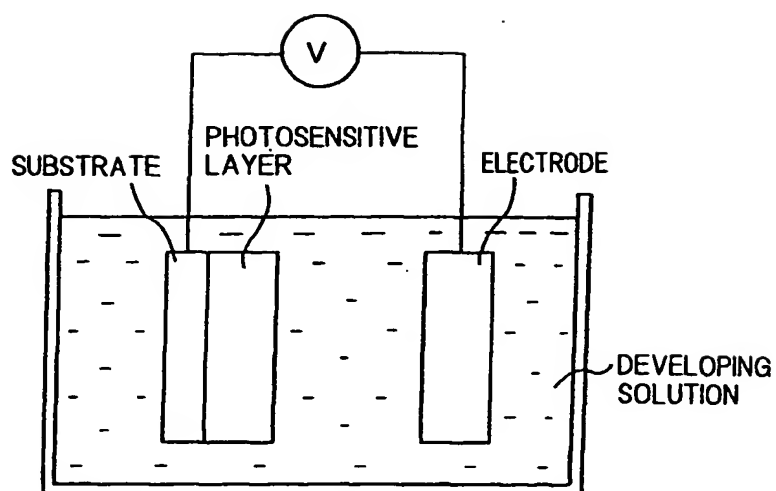 V
PHOTOSENSITIVE
LAYER
SUBSTRATE
ELECTRODE
DEVELOPING
SOLUTION